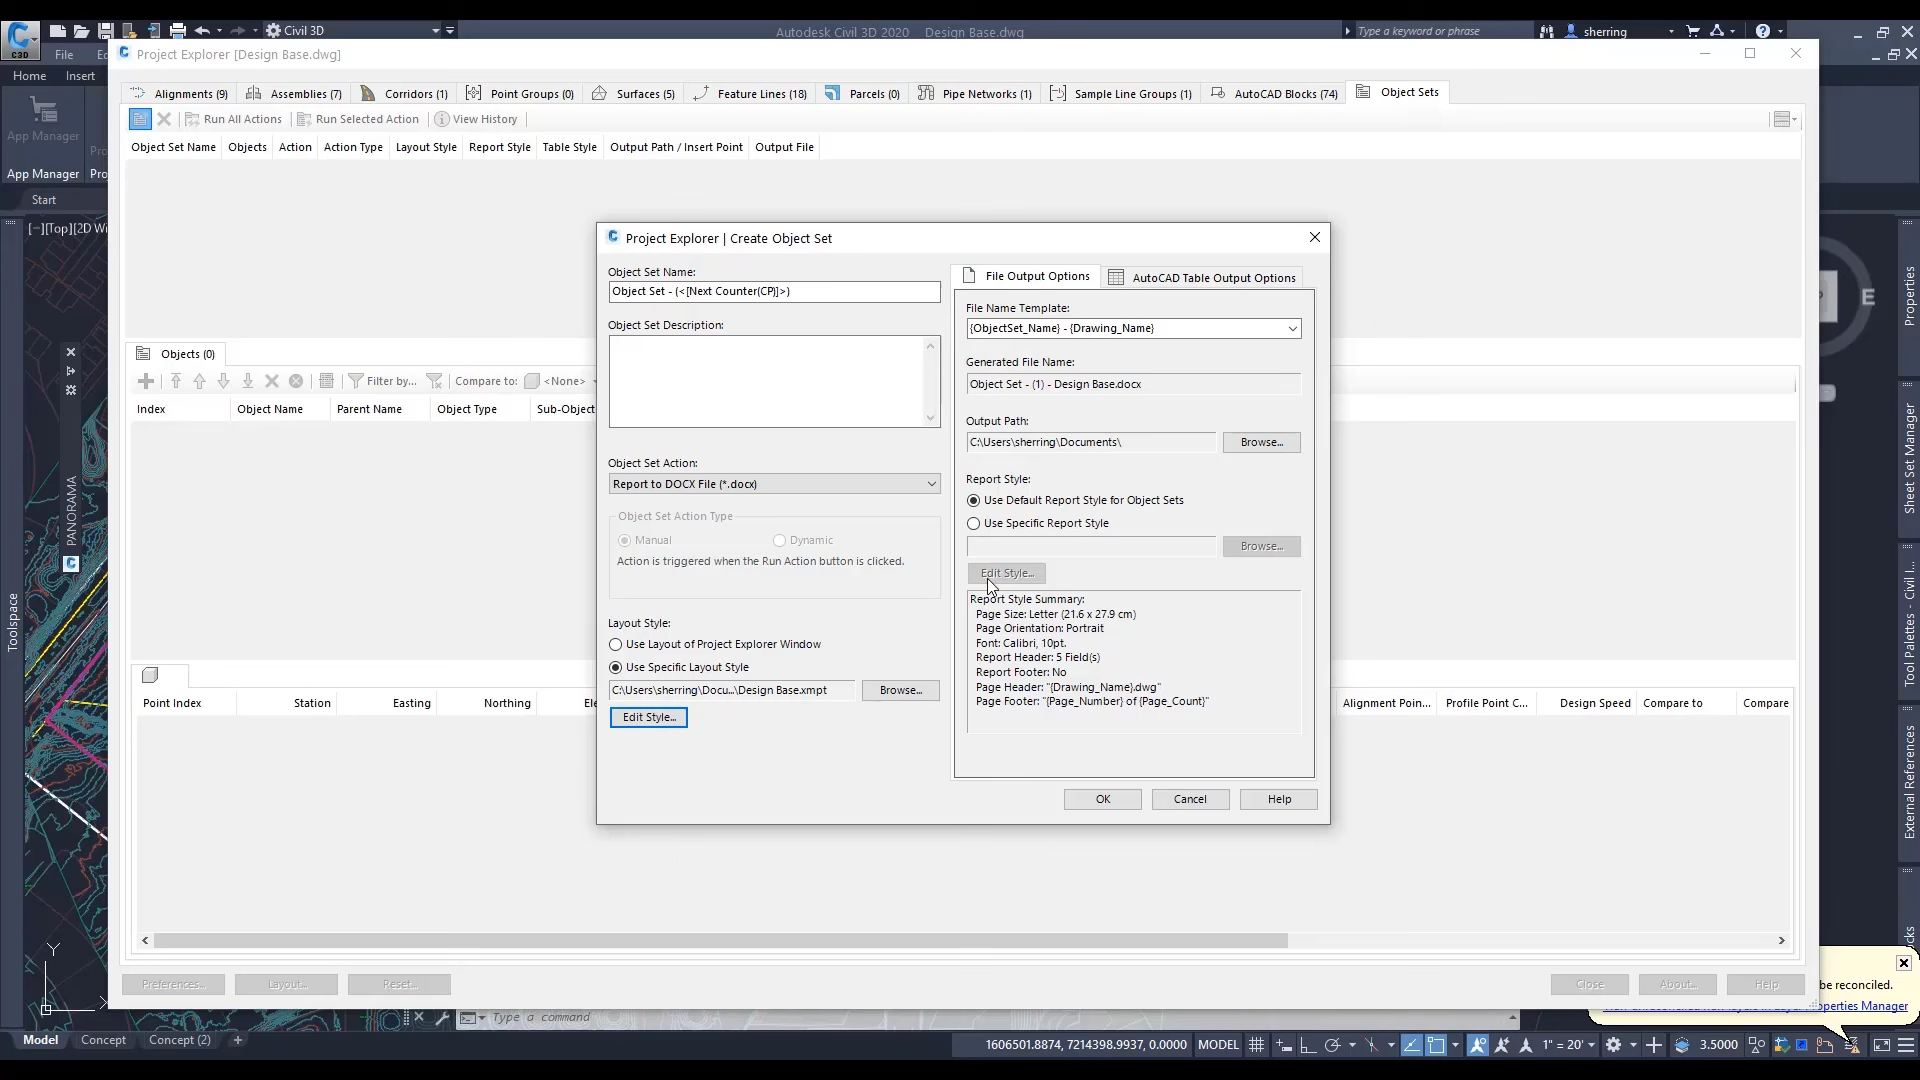 Civil 3D
Autodesk Civil 3D 2020 Design Base.dwg
Type a keyword or phrase
sherring
C3D
File
Project Explorer [Design Base.dwg]
Home Insert
Alignments (9) Assemblies (7) Corridors (1) Point Groups (0) Surfaces (5) Feature Lines (18) Parcels (0) Pipe Networks (1) Sample Line Groups (1) AutoCAD Blocks (74) Object Sets
Run All Actions Run Selected Action View History
App Manager
Object Set Name Objects Action Action Type Layout Style Report Style Table Style Output Path / Insert Point Output File
App Manager
Start
[−][Top]
E
Project Explorer | Create Object Set
Object Set Name:
Object Set - (<[Next Counter(CP)]>)
Object Set Description:
Object Set Action:
Report to DOCX File (*.docx)
Object Set Action Type
Manual Dynamic
Action is triggered when the Run Action button is clicked.
Layout Style:
Use Layout of Project Explorer Window
Use Specific Layout Style
C:\Users\sherring\Docu...\Design Base.xmpt Browse...
Edit Style...
File Output Options AutoCAD Table Output Options
File Name Template:
{ObjectSet_Name} - {Drawing_Name}
Generated File Name:
Object Set - (1) - Design Base.docx
Output Path:
C:\Users\sherring\Documents\ Browse...
Report Style:
Use Default Report Style for Object Sets
Use Specific Report Style
Browse...
Edit Style...
Report Style Summary:
Page Size: Letter (21.6 x 27.9 cm)
Page Orientation: Portrait
Font: Calibri, 10pt.
Report Header: 5 Field(s)
Report Footer: No
Page Header: "{Drawing_Name}.dwg"
Page Footer: "{Page_Number} of {Page_Count}"
OK Cancel Help
Objects (0)
Filter by... Compare to: <None>
Index Object Name Parent Name Object Type Sub-Object
Point Index Station Easting Northing
Alignment Poin... Profile Point C... Design Speed Compare to Compare
Preferences... Layout... Reset... Close About... Help
PANORAMA
Toolspace
Properties
Sheet Set Manager
Tool Palettes - Civil I...
External References
be reconciled.
Type a command
Model Concept Concept (2) +
1606501.8874, 7214398.9937, 0.0000 MODEL 1" = 20' 3.5000